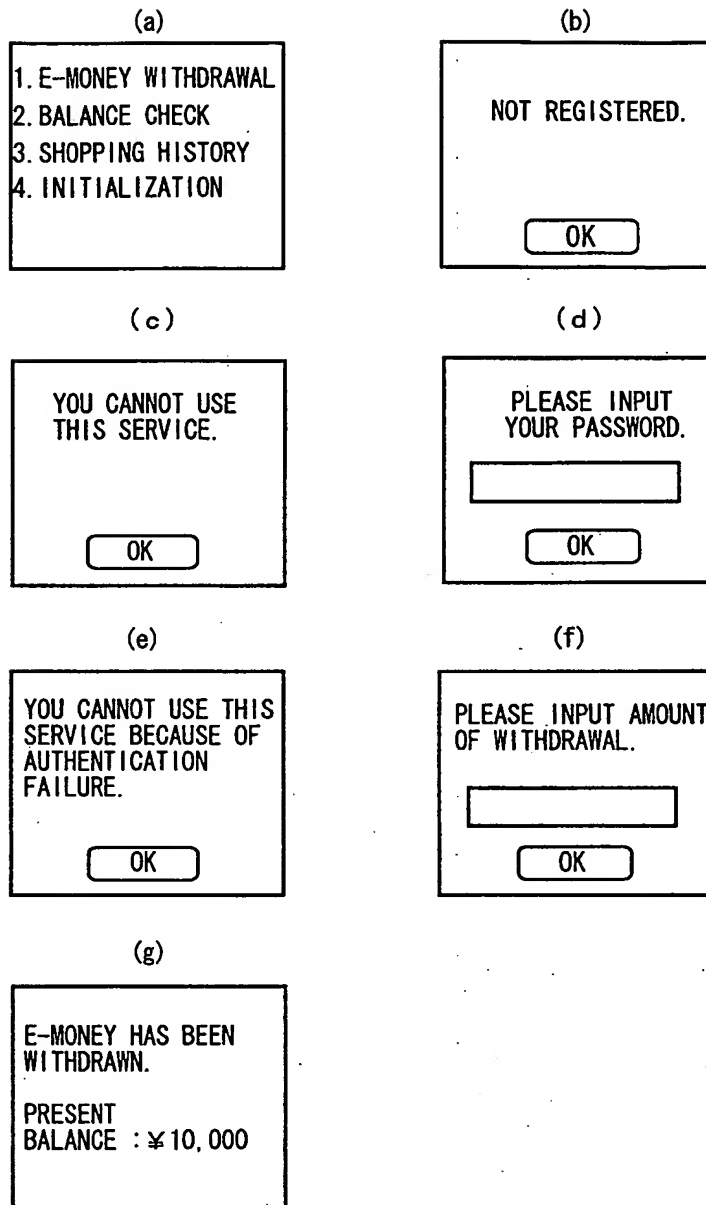 (a)
1. E-MONEY WITHDRAWAL
2. BALANCE CHECK
3. SHOPPING HISTORY
4. INITIALIZATION
(b)
NOT REGISTERED.
OK
(c)
YOU CANNOT USE
THIS SERVICE.
OK
(d)
PLEASE INPUT
YOUR PASSWORD.
OK
(e)
YOU CANNOT USE THIS
SERVICE BECAUSE OF
AUTHENTICATION
FAILURE.
OK
(f)
PLEASE INPUT AMOUNT
OF WITHDRAWAL.
OK
(g)
E-MONEY HAS BEEN
WITHDRAWN.
PRESENT
BALANCE :¥10,000